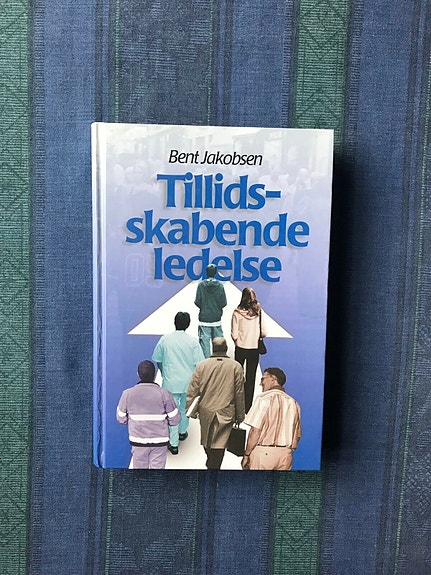 Bent Jakobsen
Tillids-
skabende
ledelse